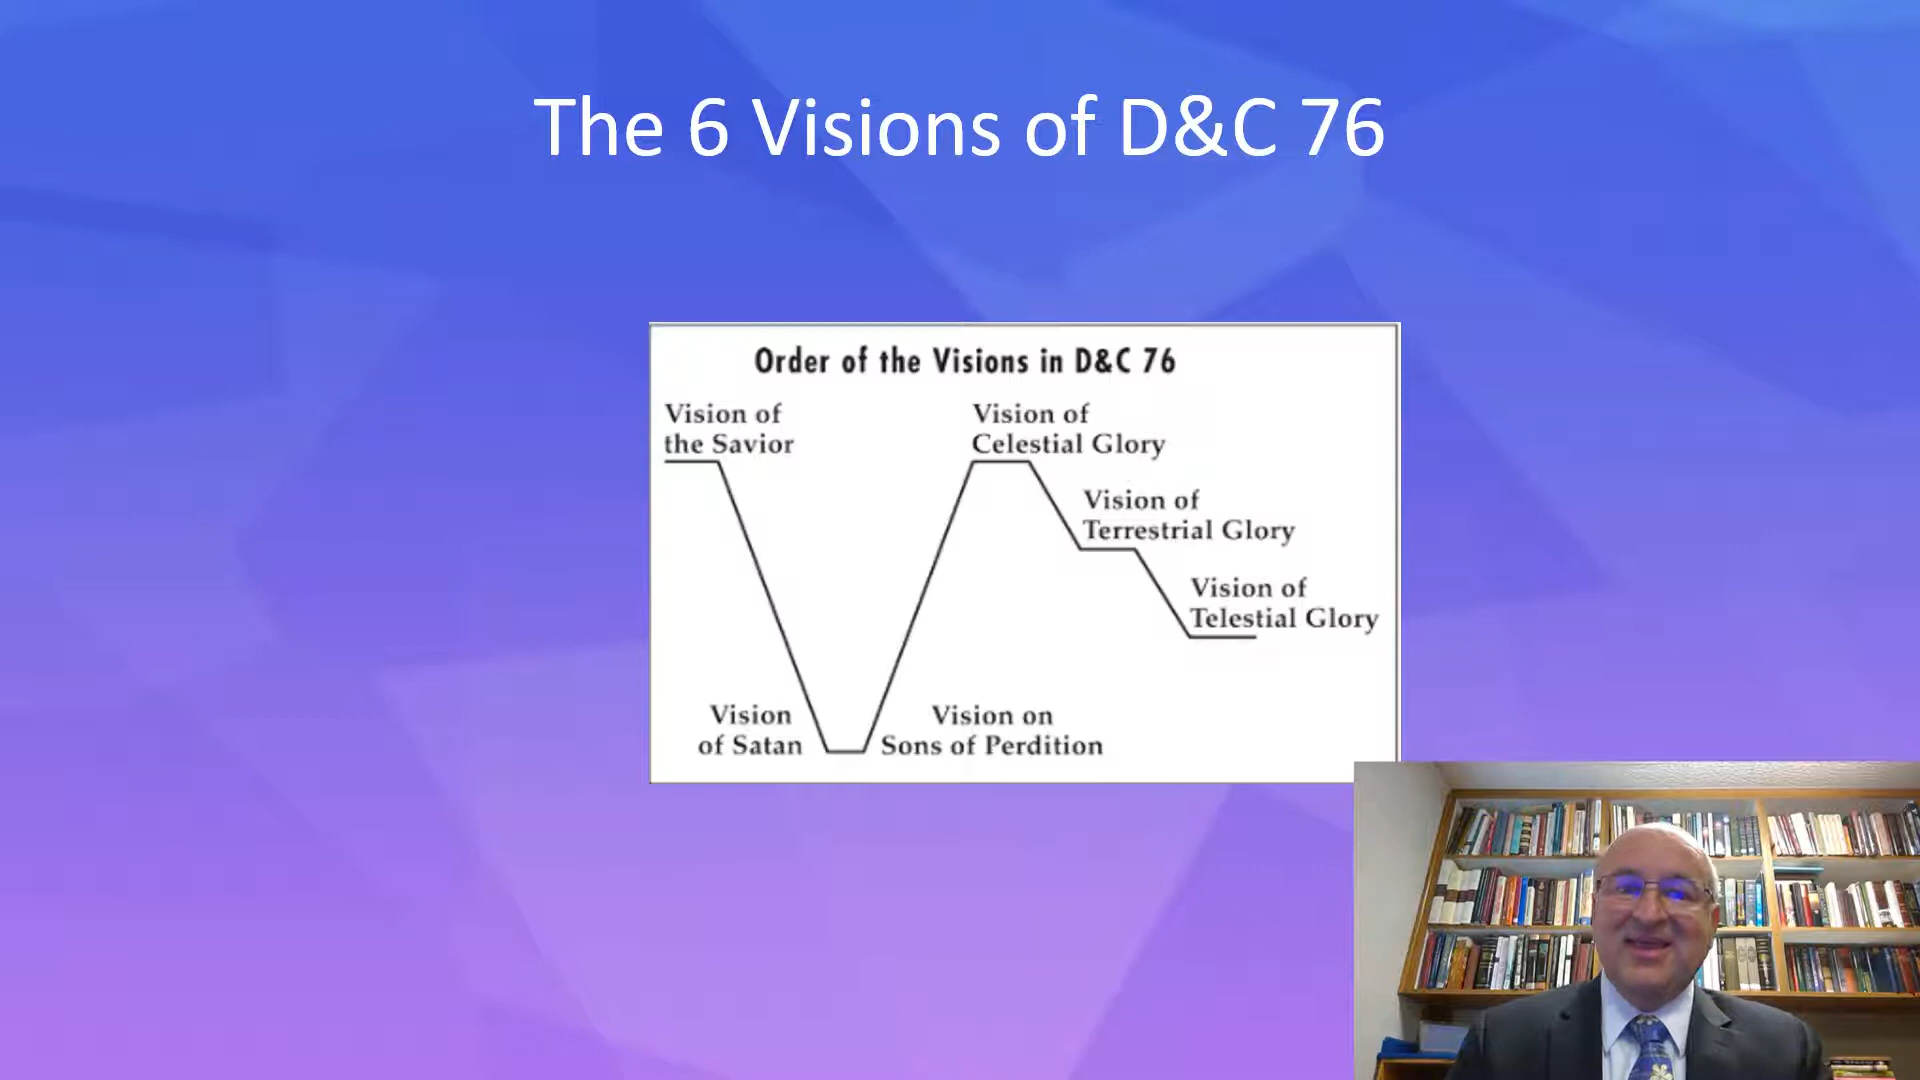 The 6 Visions of D&C 76
Order of the Visions in D&C 76
Vision of
the Savior
Vision of
Celestial Glory
Vision of
Terrestrial Glory
Vision of
Telestial Glory
Vision
of Satan
Vision on
Sons of Perdition